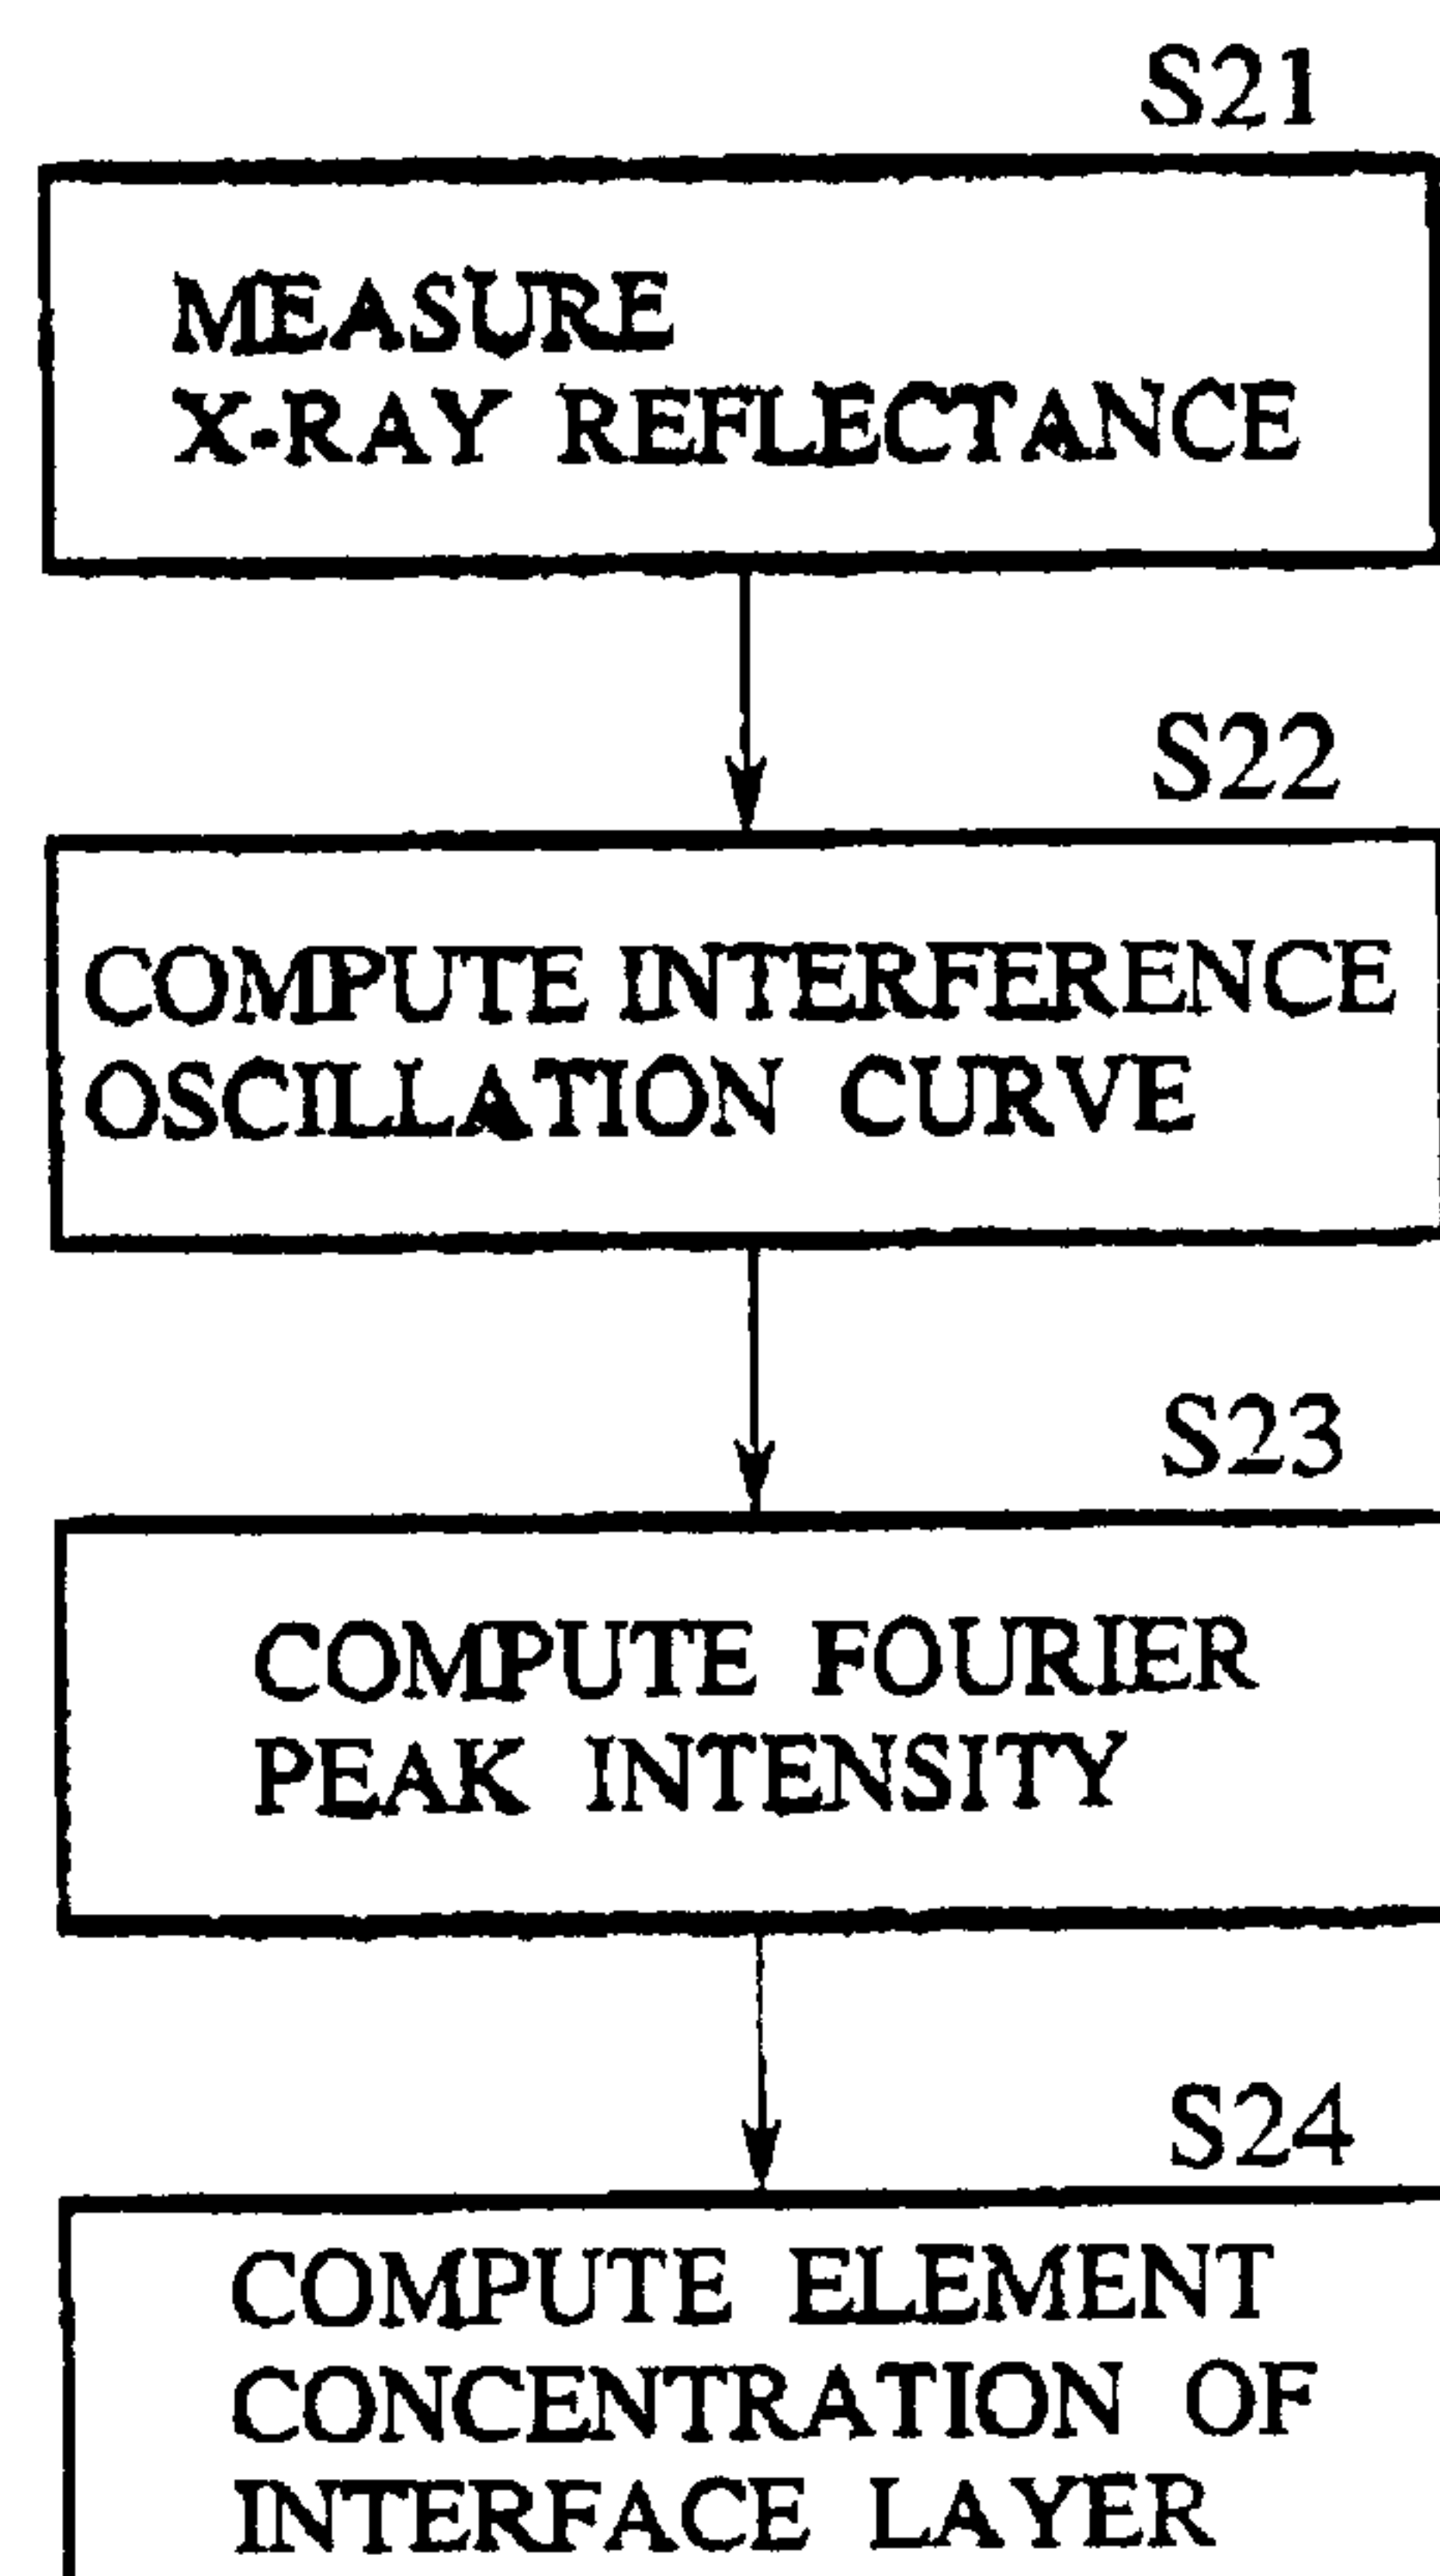 S21
MEASURE
X-RAY REFLECTANCE
S22
COMPUTE INTERFERENCE
OSCILLATION CURVE
S23
COMPUTE FOURIER
PEAK INTENSITY
S24
COMPUTE ELEMENT
CONCENTRATION OF
INTERFACE LAYER